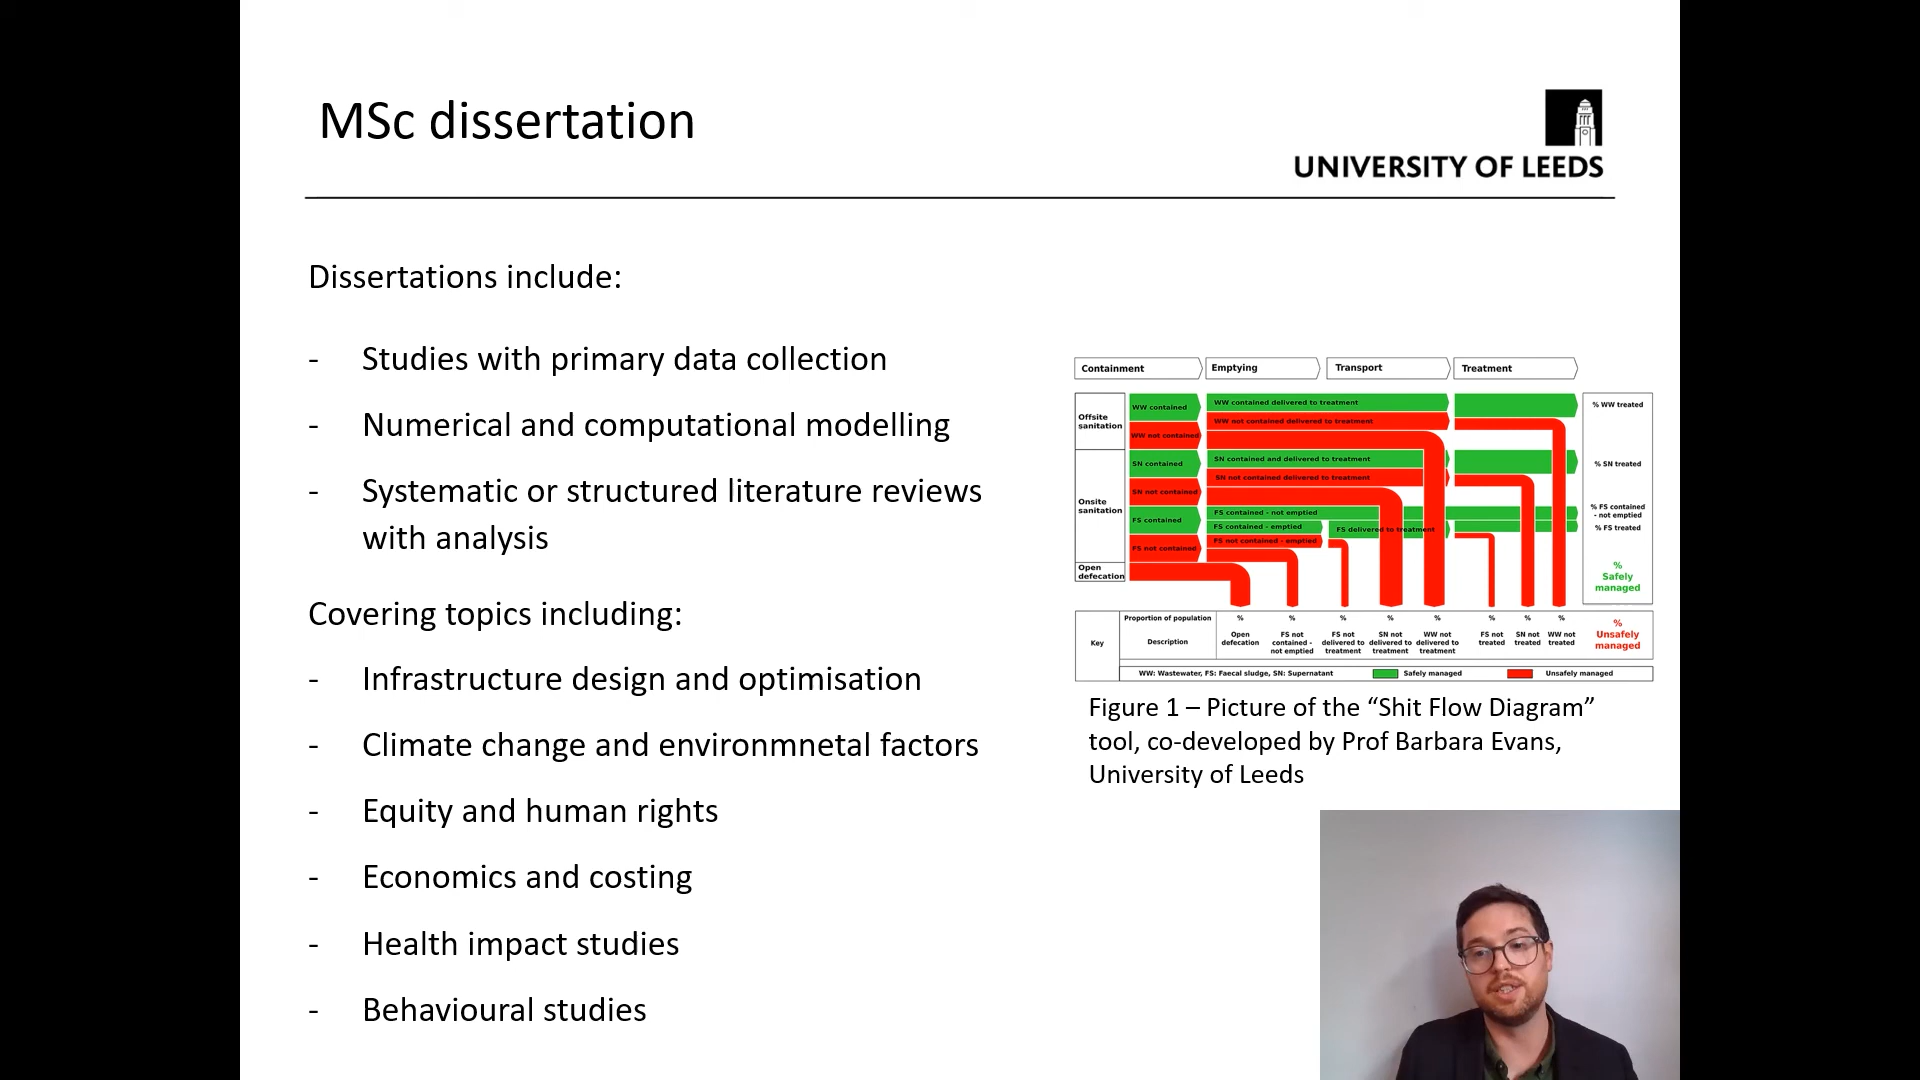 MSc dissertation
UNIVERSITY OF LEEDS
Dissertations include:
- Studies with primary data collection
- Numerical and computational modelling
- Systematic or structured literature reviews
with analysis
Covering topics including:
- Infrastructure design and optimisation
- Climate change and environmnetal factors
- Equity and human rights
- Economics and costing
- Health impact studies
- Behavioural studies
Containment
Emptying
Transport
Treatment
Offsite
sanitation
WW contained
WW not contained
WW contained delivered to treatment
WW not contained delivered to treatment
% WW treated
Onsite
sanitation
SN contained
SN not contained
FS contained
FS not contained
SN contained and delivered to treatment
SN not contained delivered to treatment
FS contained - not emptied
FS contained - emptied
FS delivered to treatment
FS not contained - emptied
% SN treated
% FS contained
- not emptied
% FS treated
Open
defecation
%
Safely
managed
Key
Proportion of population
% % % % % % % %
Description
Open
defecation
FS not
contained -
not emptied
FS not
delivered to
treatment
SN not
delivered to
treatment
WW not
delivered to
treatment
FS not
treated
SN not
treated
WW not
treated
%
Unsafely
managed
WW: Wastewater, FS: Faecal sludge, SN: Supernatant
Safely managed
Unsafely managed
Figure 1 – Picture of the “Shit Flow Diagram”
tool, co-developed by Prof Barbara Evans,
University of Leeds